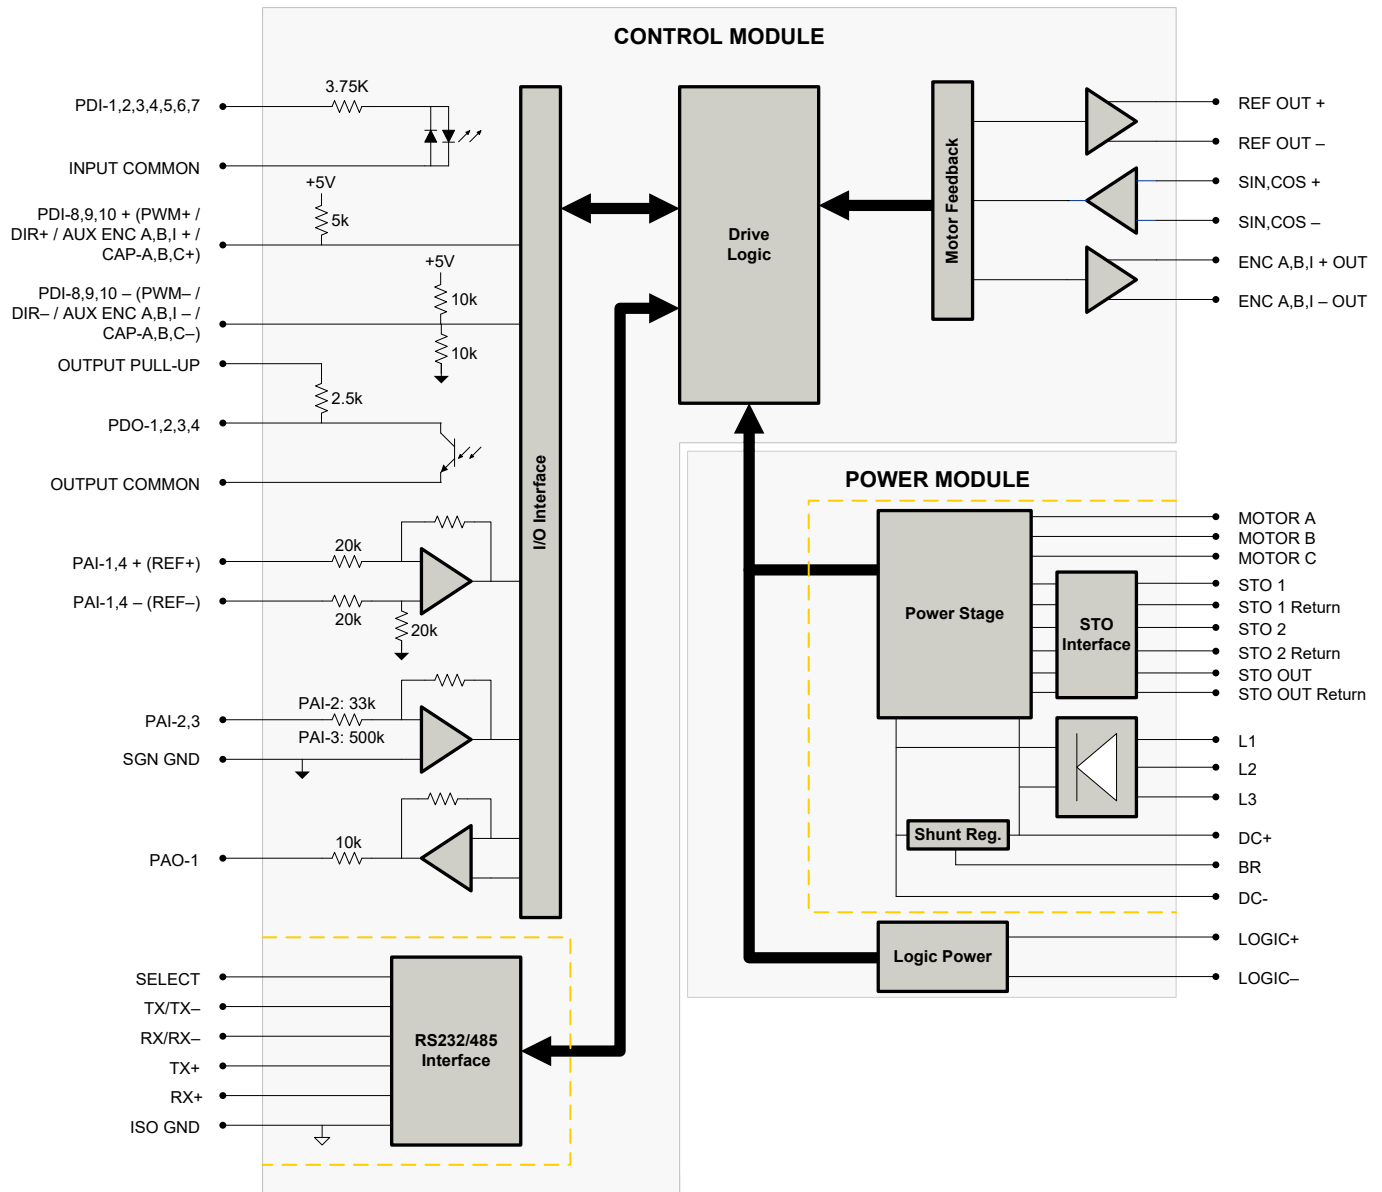 CONTROL MODULE
PDI-1,2,3,4,5,6,7
3.75K
INPUT COMMON
+5V
5k
PDI-8,9,10 + (PWM+ /
DIR+ / AUX ENC A,B,I + /
CAP-A,B,C+)
+5V
10k
10k
PDI-8,9,10 – (PWM– /
DIR– / AUX ENC A,B,I – /
CAP-A,B,C–)
OUTPUT PULL-UP
2.5k
PDO-1,2,3,4
OUTPUT COMMON
PAI-1,4 + (REF+)
20k
PAI-1,4 – (REF–)
20k
20k
PAI-2,3
PAI-2: 33k
PAI-3: 500k
SGN GND
PAO-1
10k
I/O Interface
SELECT
TX/TX–
RX/RX–
TX+
RX+
ISO GND
RS232/485
Interface
Drive
Logic
Motor Feedback
REF OUT +
REF OUT –
SIN,COS +
SIN,COS –
ENC A,B,I + OUT
ENC A,B,I – OUT
POWER MODULE
Power Stage
STO
Interface
MOTOR A
MOTOR B
MOTOR C
STO 1
STO 1 Return
STO 2
STO 2 Return
STO OUT
STO OUT Return
L1
L2
L3
Shunt Reg.
DC+
BR
DC-
Logic Power
LOGIC+
LOGIC–